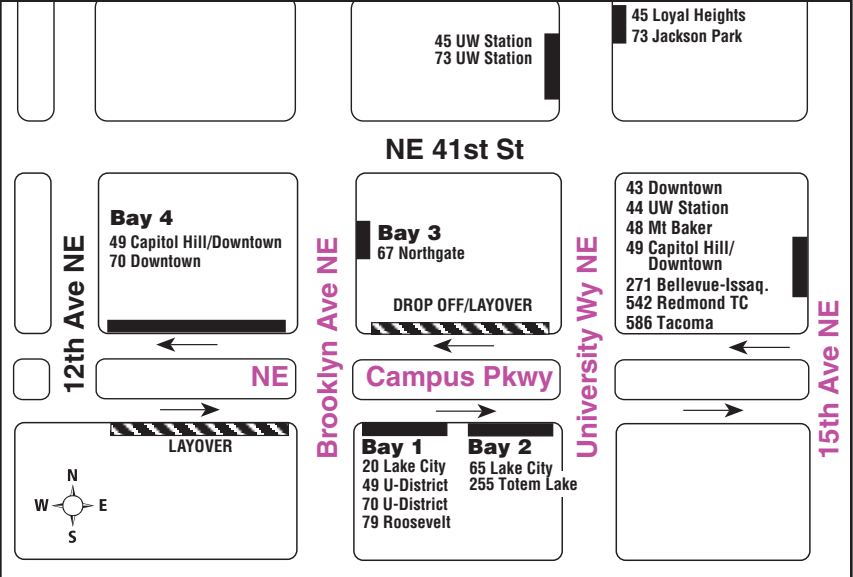 45 Loyal Heights
73 Jackson Park
45 UW Station
73 UW Station
NE 41st St
Bay 4
49 Capitol Hill/Downtown
70 Downtown
Bay 3
67 Northgate
DROP OFF/LAYOVER
43 Downtown
44 UW Station
48 Mt Baker
49 Capitol Hill/
Downtown
271 Bellevue-Issaq.
542 Redmond TC
586 Tacoma
12th Ave NE
Brooklyn Ave NE
University Wy NE
15th Ave NE
NE Campus Pkwy
LAYOVER
Bay 1
20 Lake City
49 U-District
70 U-District
79 Roosevelt
Bay 2
65 Lake City
255 Totem Lake
N
W E
S